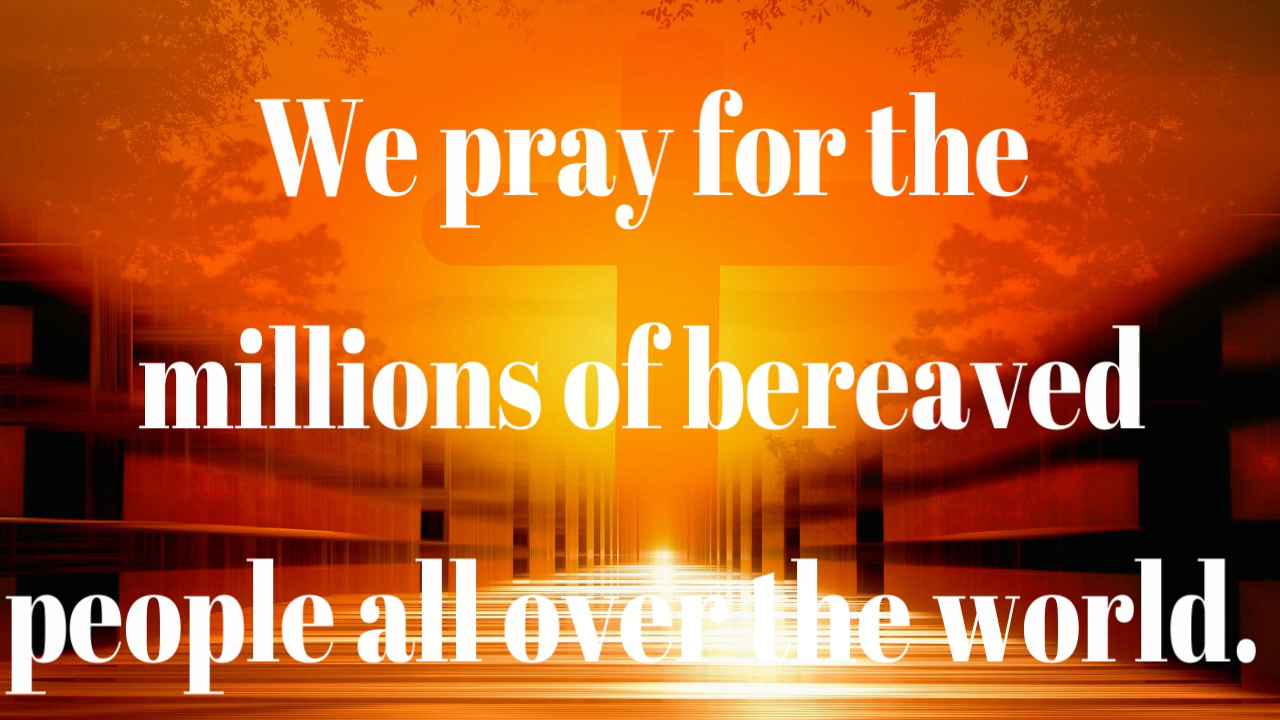 We pray for the
millions of bereaved
people all over the world.